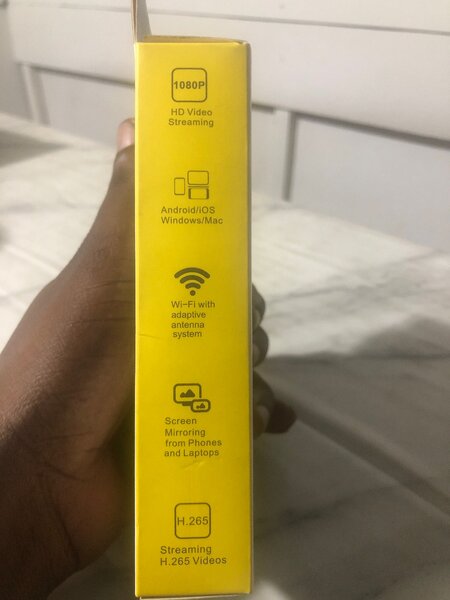 1080P
HD Video
Streaming
Android/iOS
Windows/Mac
Wi-Fi with
adaptive
antenna
system
Screen
Mirroring
from Phones
and Laptops
H.265
Streaming
H.265 Videos